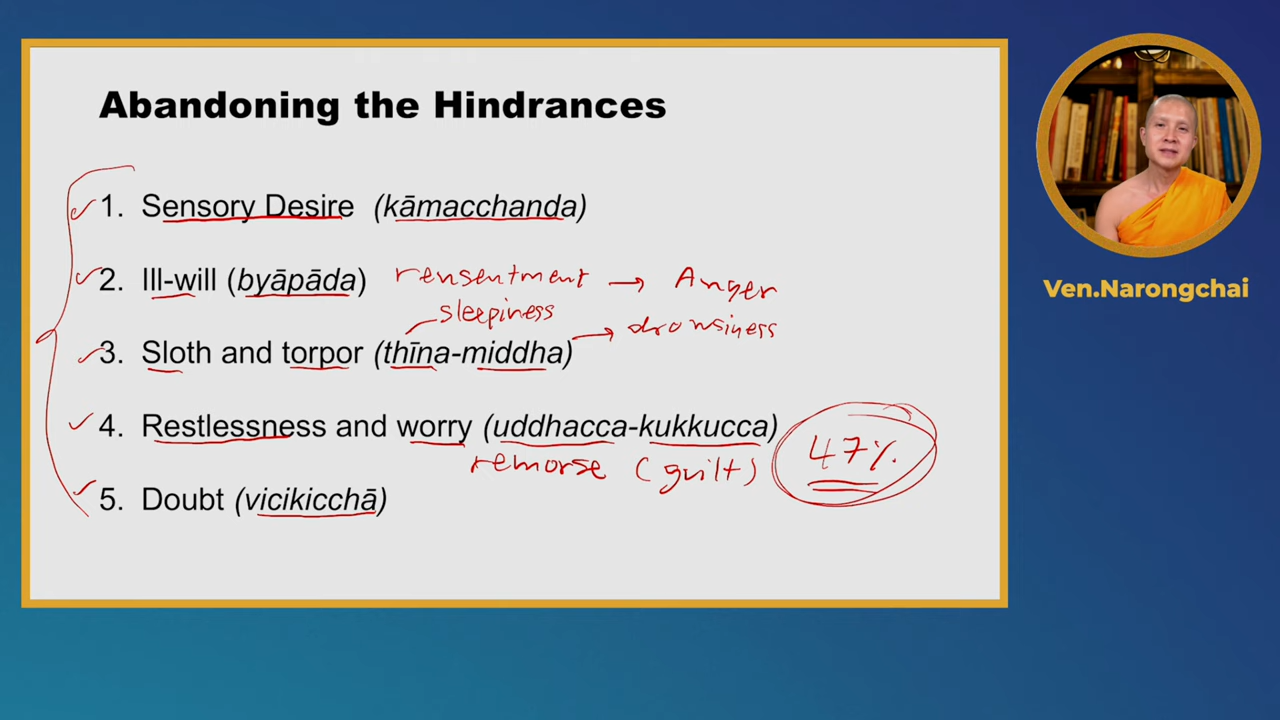 Abandoning the Hindrances
1. Sensory Desire (kāmacchanda)
2. Ill-will (byāpāda) rensentment → Anger
sleepiness
3. Sloth and torpor (thīna-middha) → drowsiness
4. Restlessness and worry (uddhacca-kukkucca) 47%
remorse (guilt)
5. Doubt (vicikicchā)
Ven.Narongchai